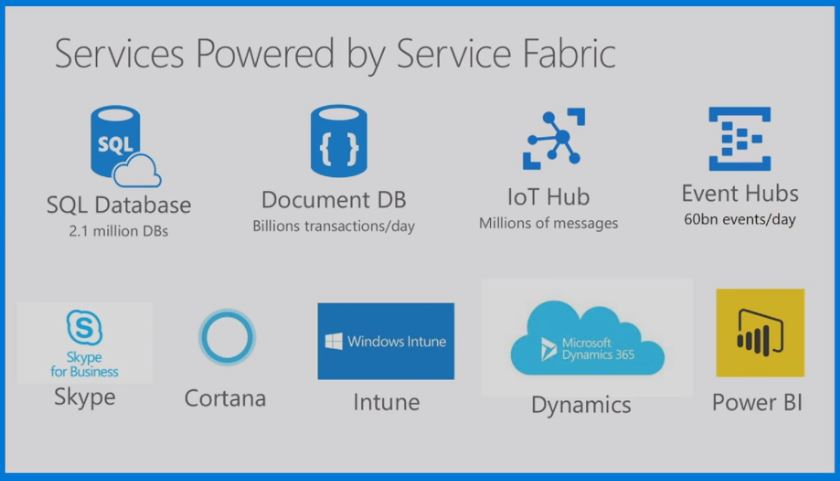 Services Powered by Service Fabric
SQL
{ }
SQL Database
2.1 million DBs
Document DB
Billions transactions/day
IoT Hub
Millions of messages
Event Hubs
60bn events/day
S
Skype
for Business
Skype
Cortana
Windows Intune
Intune
Microsoft
Dynamics 365
Dynamics
Power BI